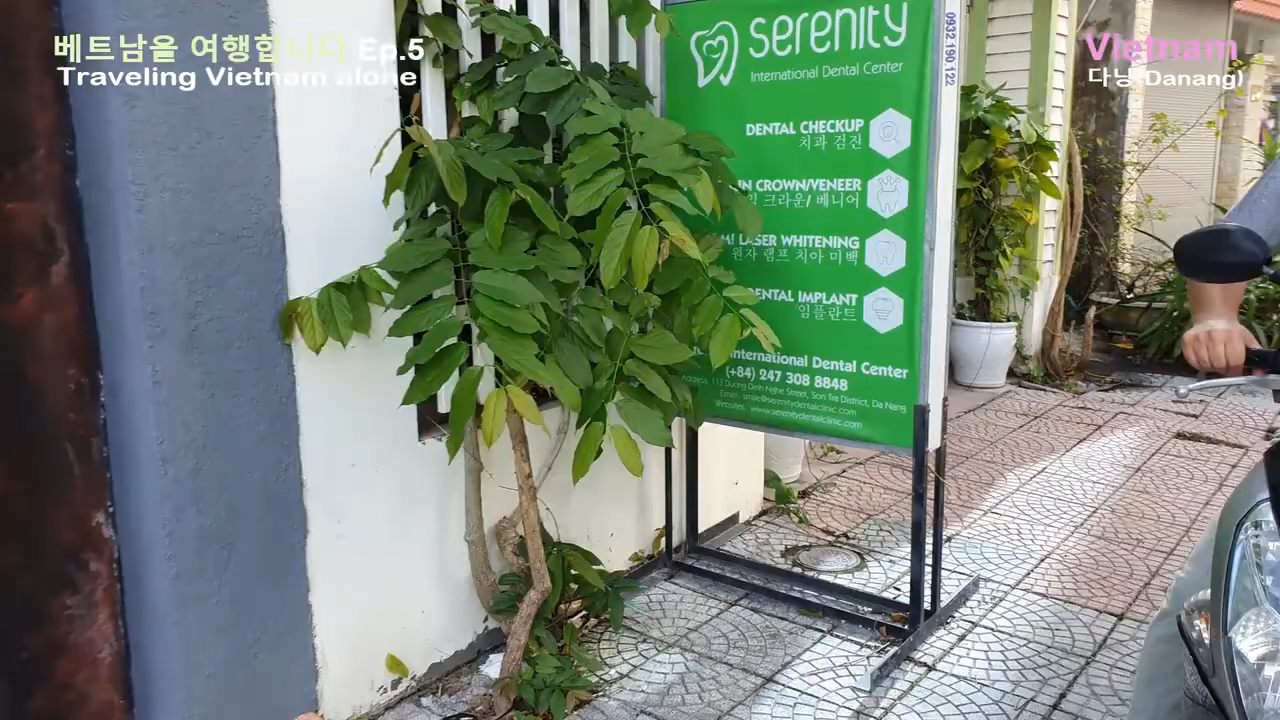 베트남을 여행합니다 Ep.5
Traveling Vietnam alone
Vietnam
다낭(Danang)
serenity
International Dental Center
0932.190.122
DENTAL CHECKUP
치과 검진
CROWN/VENEER
크라운/ 베니어
LASER WHITENING
원자 램프 치아 미백
DENTAL IMPLANT
임플란트
International Dental Center
(+84) 247 308 8848
Address: 113 Duong Dinh Nghe Street, Son Tra District, Da Nang
Email: smile@serenitydentalclinic.com
Websites: www.serenitydentalclinic.com